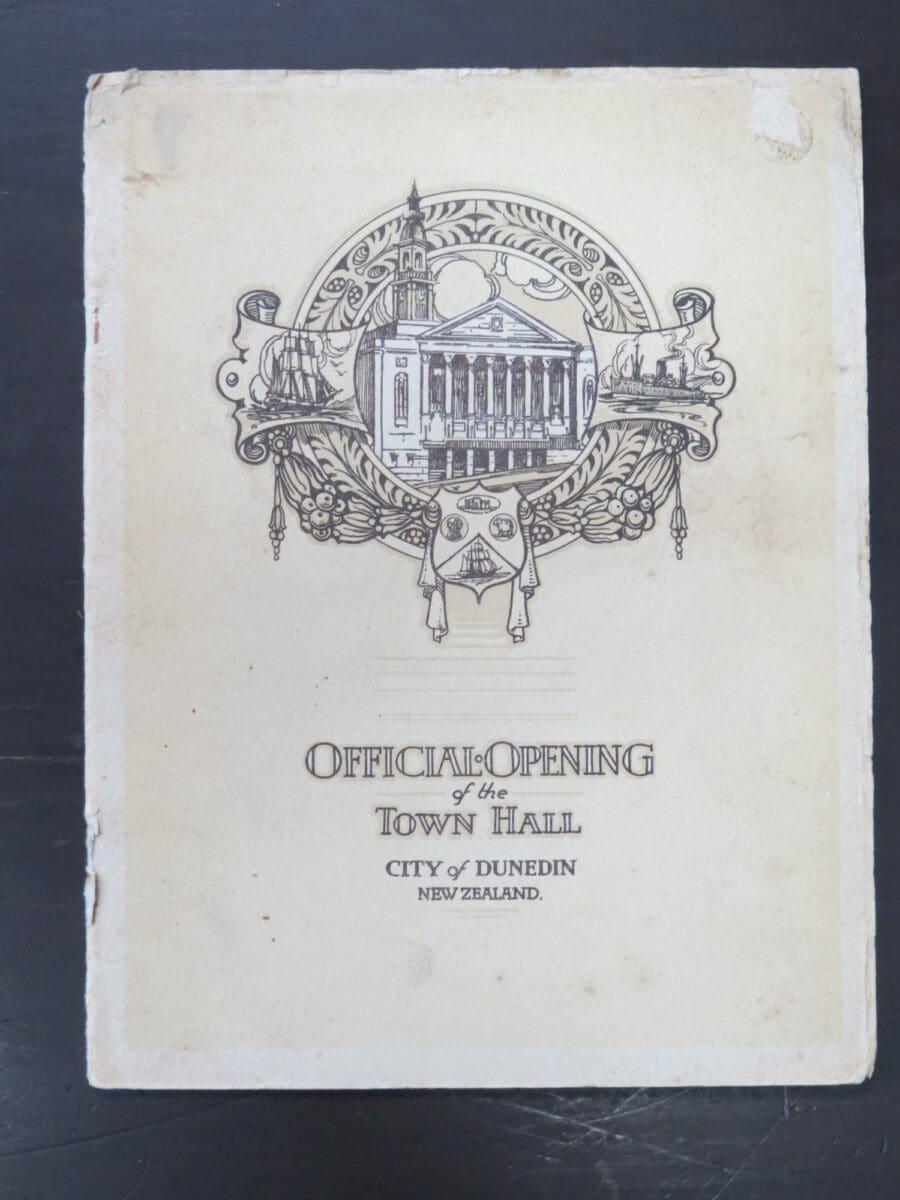 OFFICIAL·OPENING
of the
TOWN HALL
CITY of DUNEDIN
NEW ZEALAND.